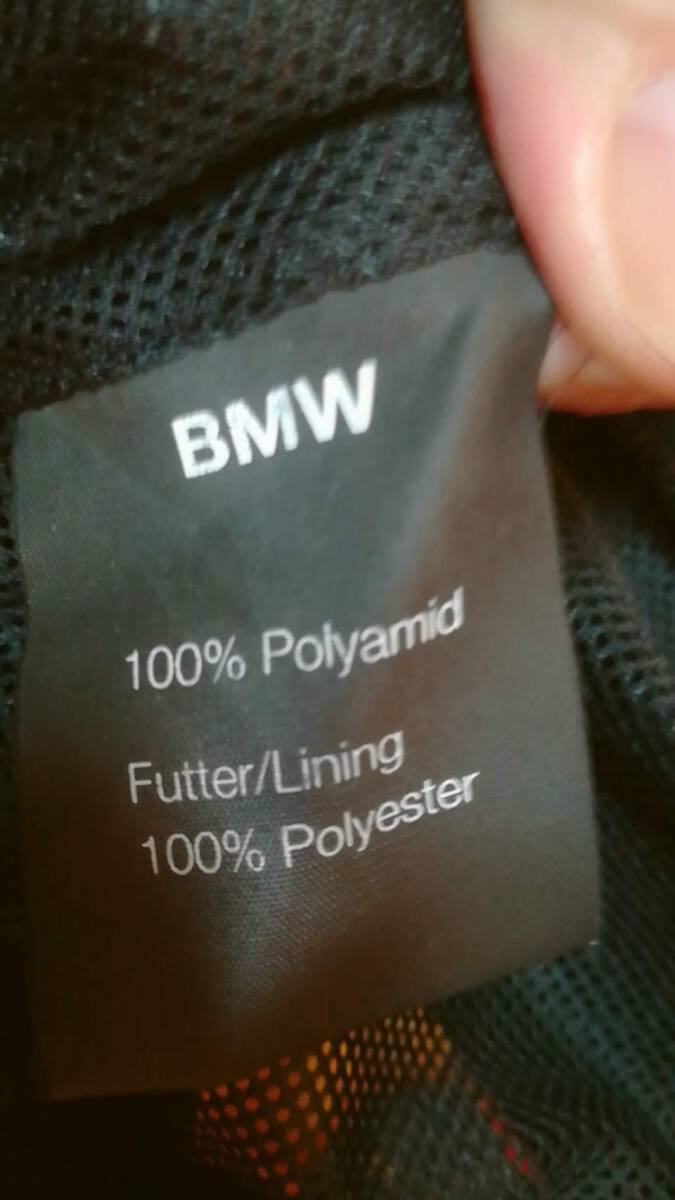 BMW
100% Polyamid
Futter/Lining
100% Polyester